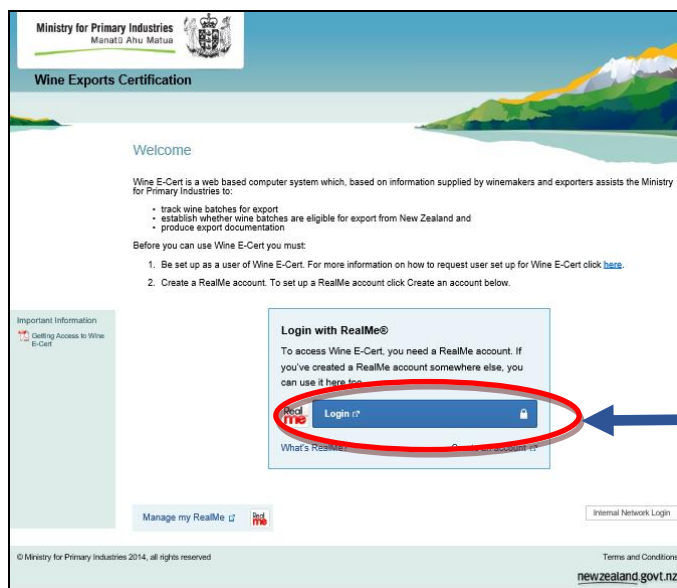 Ministry for Primary Industries
Manatū Ahu Matua
Wine Exports Certification
Welcome
Wine E-Cert is a web based computer system which, based on information supplied by winemakers and exporters assists the Ministry
for Primary Industries to:
• track wine batches for export
• establish whether wine batches are eligible for export from New Zealand and
• produce export documentation
Before you can use Wine E-Cert you must:
1. Be set up as a user of Wine E-Cert. For more information on how to request user set up for Wine E-Cert click here.
2. Create a RealMe account. To set up a RealMe account click Create an account below.
Important Information
Getting Access to Wine
E-Cert
Login with RealMe®
To access Wine E-Cert, you need a RealMe account. If
you've created a RealMe account somewhere else, you
can use it here too.
Real me
Login
What's RealMe?
Create an account
Manage my RealMe
Real me
Internal Network Login
© Ministry for Primary Industries 2014, all rights reserved
Terms and Conditions
newzealand.govt.nz